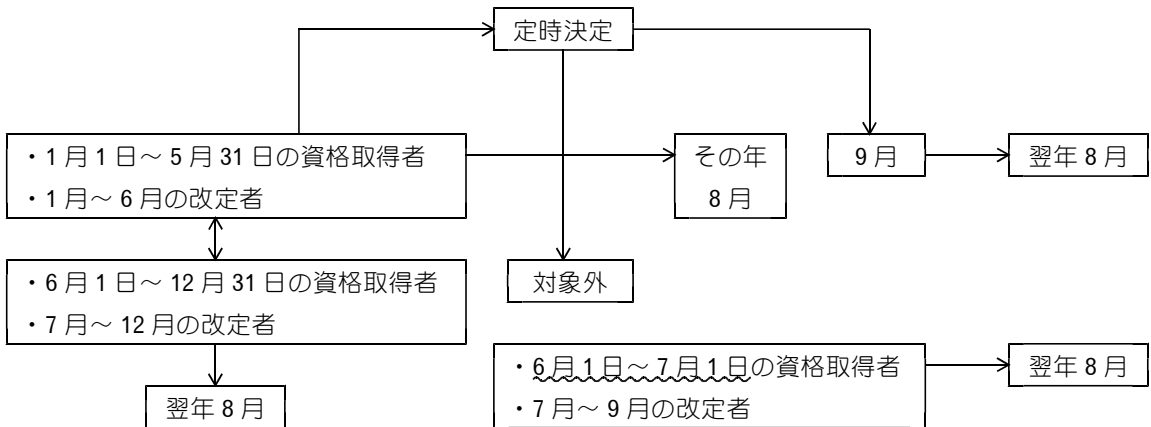 定時決定
・1月1日～5月31日の資格取得者
・1月～6月の改定者
その年
8月
9月
翌年8月
・6月1日～12月31日の資格取得者
・7月～12月の改定者
対象外
・6月1日～7月1日の資格取得者
・7月～9月の改定者
翌年8月
翌年8月